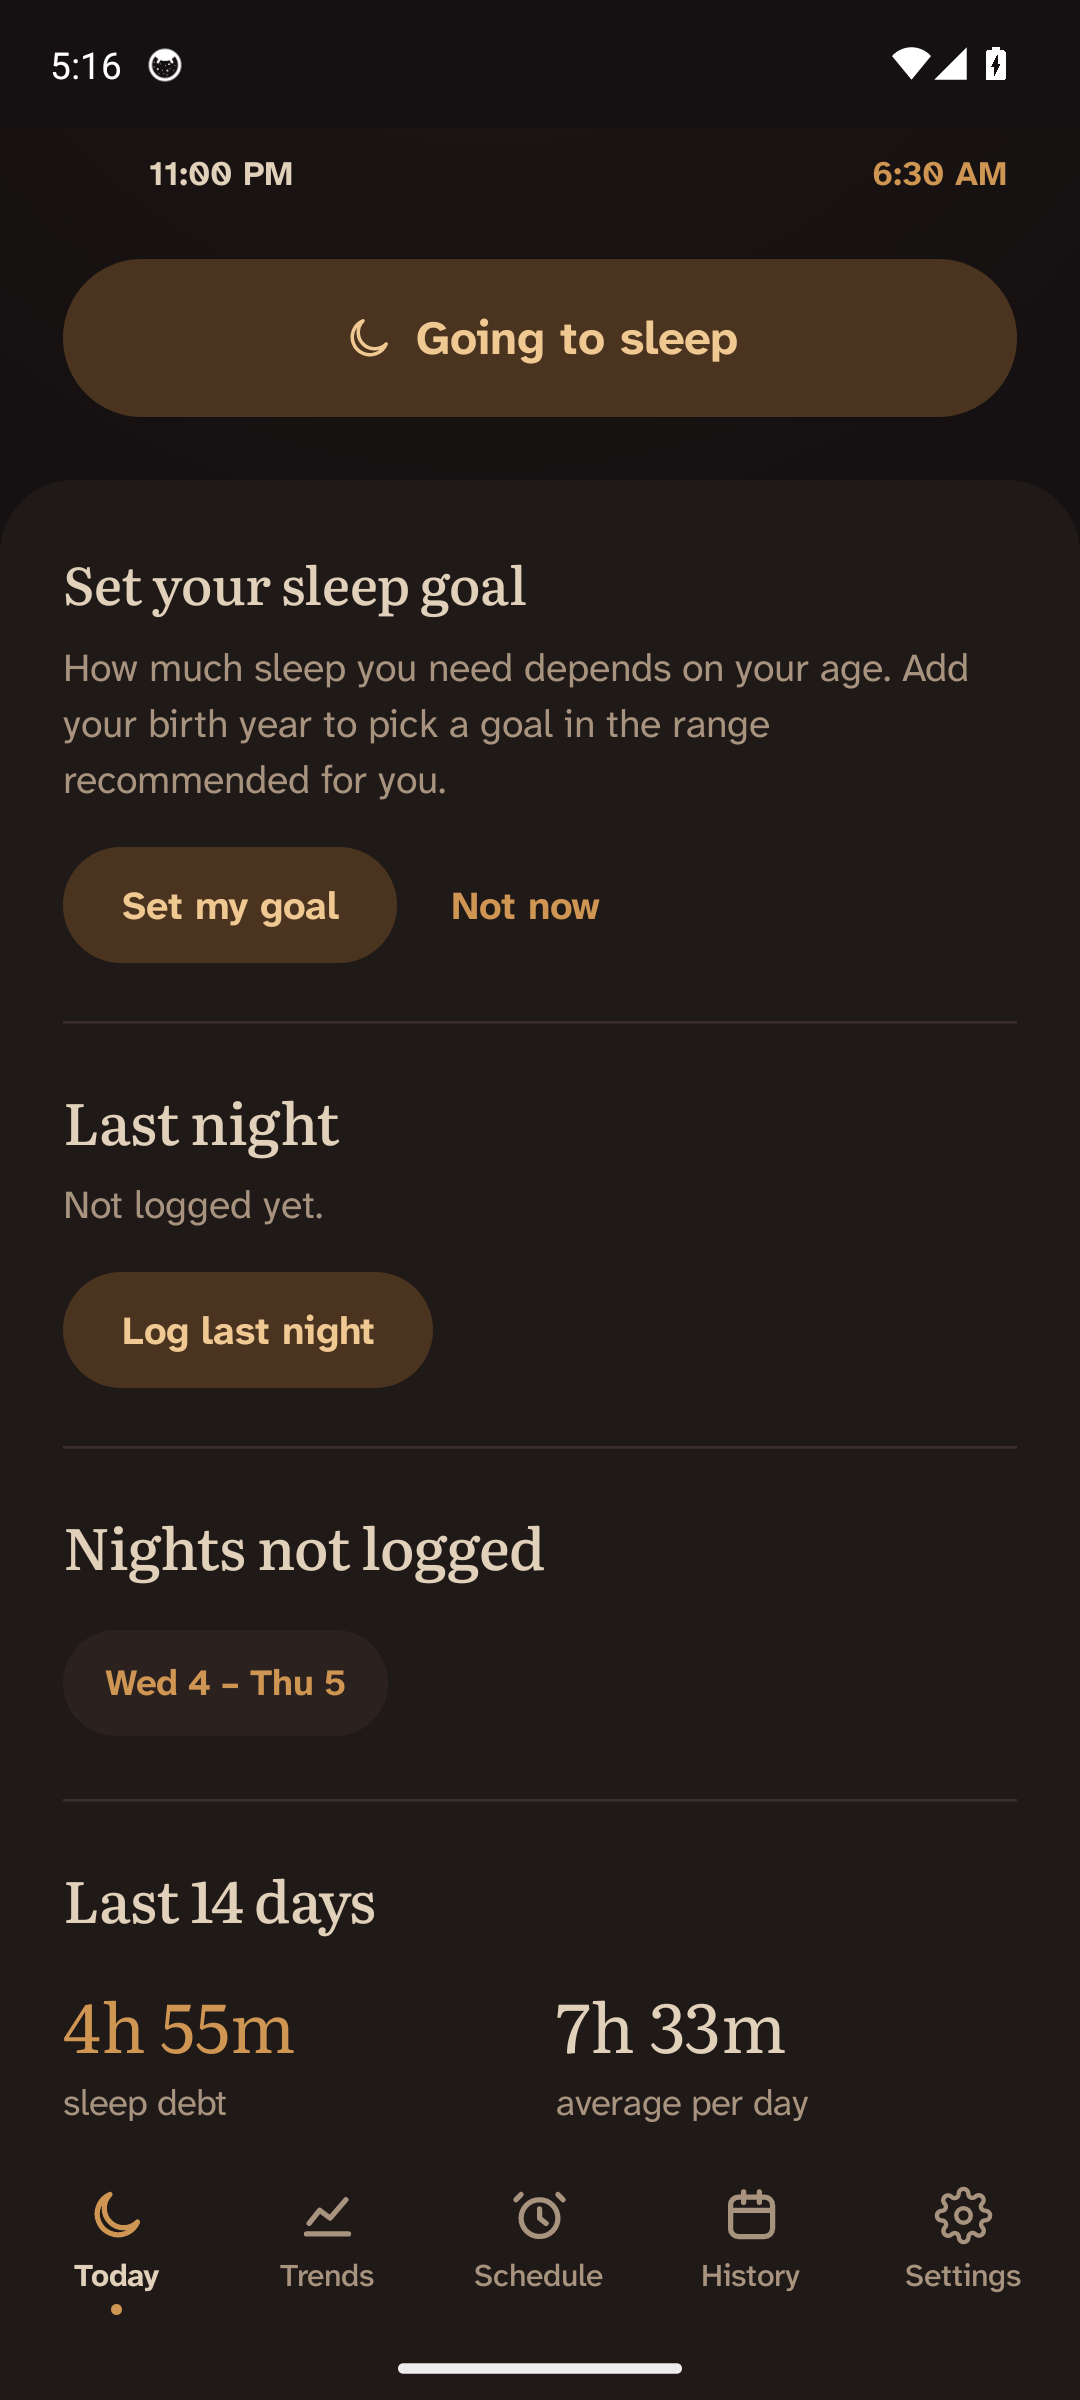 5:16
11:00 PM
6:30 AM
Going to sleep
Set your sleep goal
How much sleep you need depends on your age. Add
your birth year to pick a goal in the range
recommended for you.
Set my goal
Not now
Last night
Not logged yet.
Log last night
Nights not logged
Wed 4 – Thu 5
Last 14 days
4h 55m
7h 33m
sleep debt
average per day
Today
Trends
Schedule
History
Settings